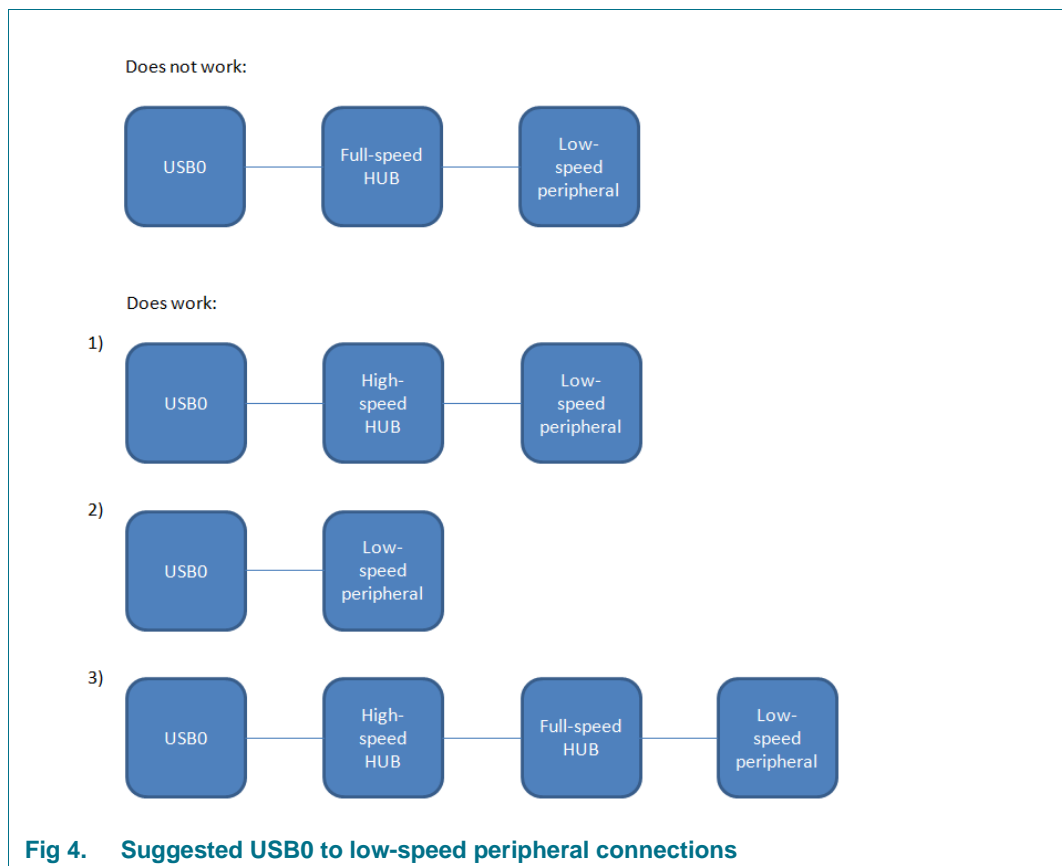 Does not work:
USB0
Full-speed
HUB
Low-
speed
peripheral
Does work:
1)
USB0
High-
speed
HUB
Low-
speed
peripheral
2)
USB0
Low-
speed
peripheral
3)
USB0
High-
speed
HUB
Full-speed
HUB
Low-
speed
peripheral
Fig 4. Suggested USB0 to low-speed peripheral connections